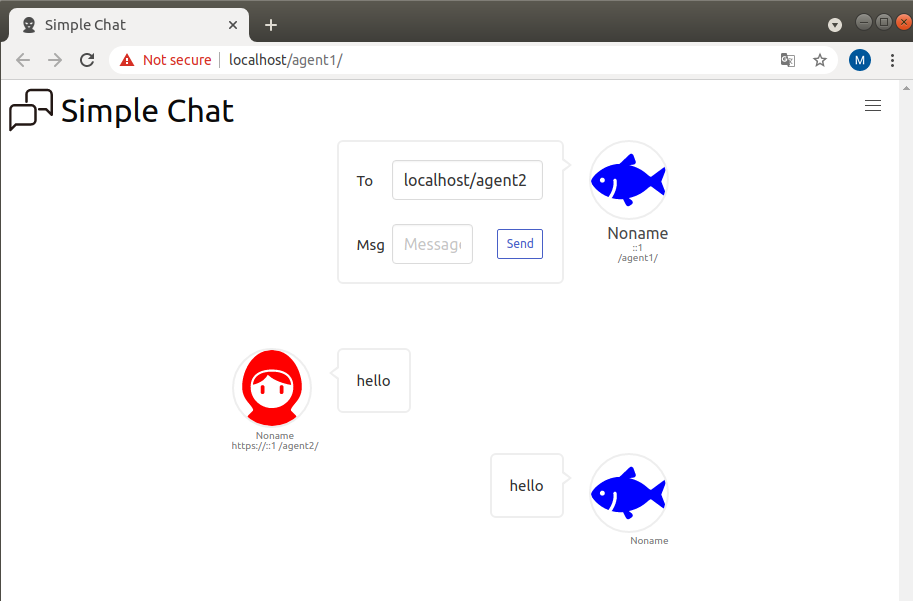 Simple Chat
Not secure
localhost/agent1/
M
Simple Chat
To
localhost/agent2
Msg
Message
Send
Noname
::1
/agent1/
hello
Noname
https://::1 /agent2/
hello
Noname